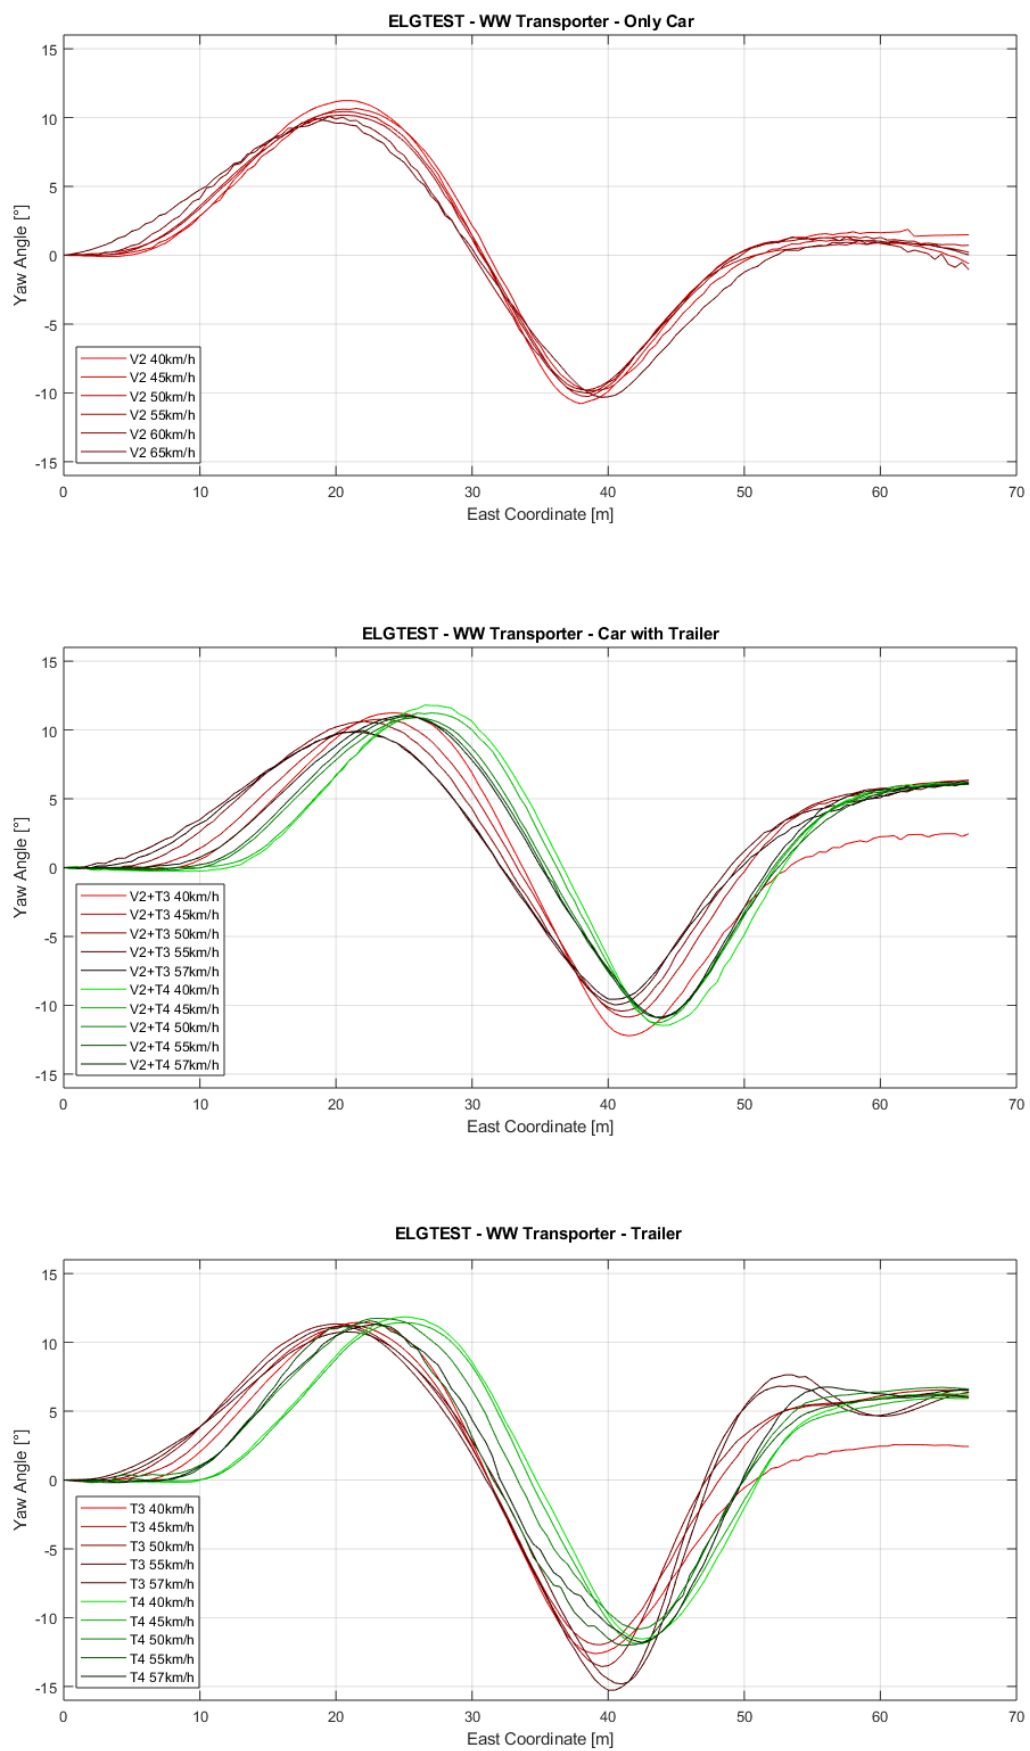 ELGTEST - WW Transporter - Only Car
15
10
5
0
-5
-10
-15
Yaw Angle [°]
V2 40km/h
V2 45km/h
V2 50km/h
V2 55km/h
V2 60km/h
V2 65km/h
0 10 20 30 40 50 60 70
East Coordinate [m]
ELGTEST - WW Transporter - Car with Trailer
15
10
5
0
-5
-10
-15
Yaw Angle [°]
V2+T3 40km/h
V2+T3 45km/h
V2+T3 50km/h
V2+T3 55km/h
V2+T3 57km/h
V2+T4 40km/h
V2+T4 45km/h
V2+T4 50km/h
V2+T4 55km/h
V2+T4 57km/h
0 10 20 30 40 50 60 70
East Coordinate [m]
ELGTEST - WW Transporter - Trailer
15
10
5
0
-5
-10
-15
Yaw Angle [°]
T3 40km/h
T3 45km/h
T3 50km/h
T3 55km/h
T3 57km/h
T4 40km/h
T4 45km/h
T4 50km/h
T4 55km/h
T4 57km/h
0 10 20 30 40 50 60 70
East Coordinate [m]